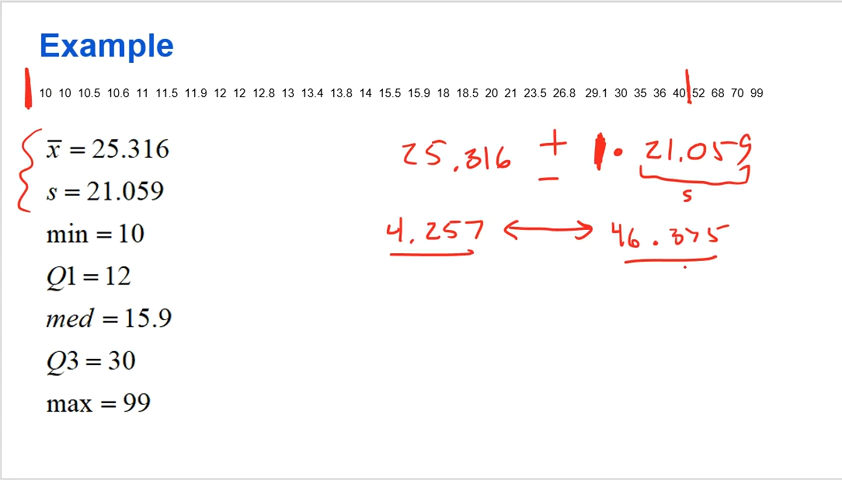 Example
10 10 10.5 10.6 11 11.5 11.9 12 12 12.8 13 13.4 13.8 14 15.5 15.9 18 18.5 20 21 23.5 26.8 29.1 30 35 36 40 52 68 70 99
x̅ = 25.316
25.316 ± 1 · 21.059
s
s = 21.059
min = 10
4.257 ⟷ 46.375
Q1 = 12
med = 15.9
Q3 = 30
max = 99